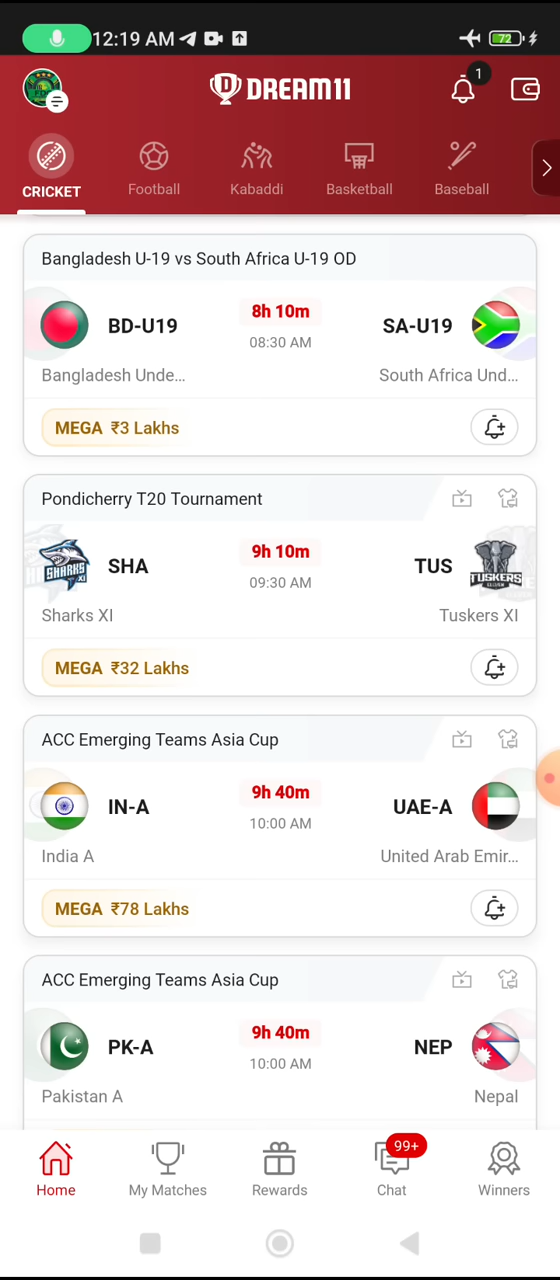 12:19 AM
72
DREAM11
1
CRICKET
Football
Kabaddi
Basketball
Baseball
Bangladesh U-19 vs South Africa U-19 OD
BD-U19
8h 10m
08:30 AM
SA-U19
Bangladesh Unde...
South Africa Und...
MEGA ₹3 Lakhs
Pondicherry T20 Tournament
SHARKS XI
SHA
9h 10m
09:30 AM
TUS
TUSKERS
Sharks XI
Tuskers XI
MEGA ₹32 Lakhs
ACC Emerging Teams Asia Cup
IN-A
9h 40m
10:00 AM
UAE-A
India A
United Arab Emir...
MEGA ₹78 Lakhs
ACC Emerging Teams Asia Cup
PK-A
9h 40m
10:00 AM
NEP
Pakistan A
Nepal
Home
My Matches
Rewards
99+
Chat
Winners